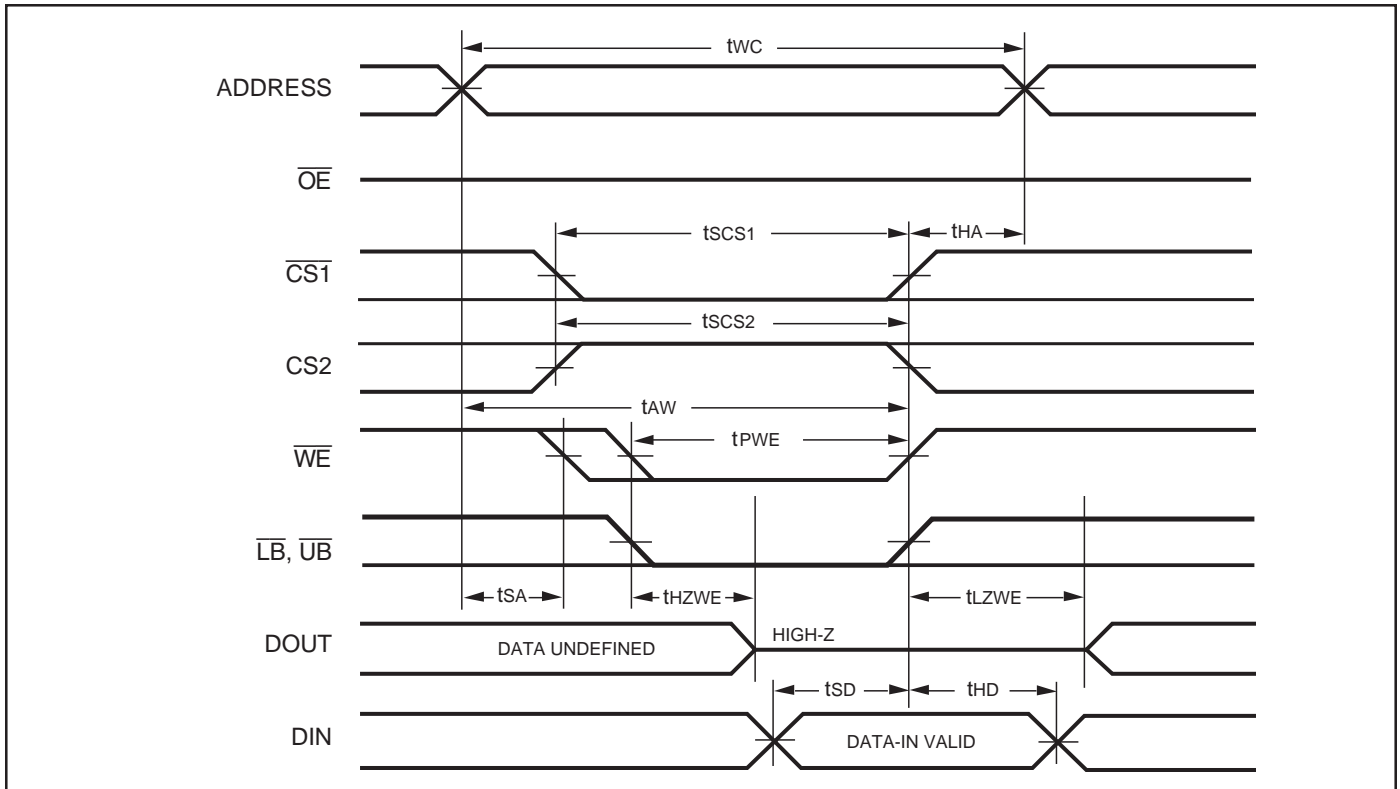 tWC
ADDRESS
OE
tSCS1
tHA
CS1
tSCS2
CS2
tAW
tPWE
WE
LB, UB
tSA
tHZWE
tLZWE
DOUT
DATA UNDEFINED
HIGH-Z
tSD
tHD
DIN
DATA-IN VALID